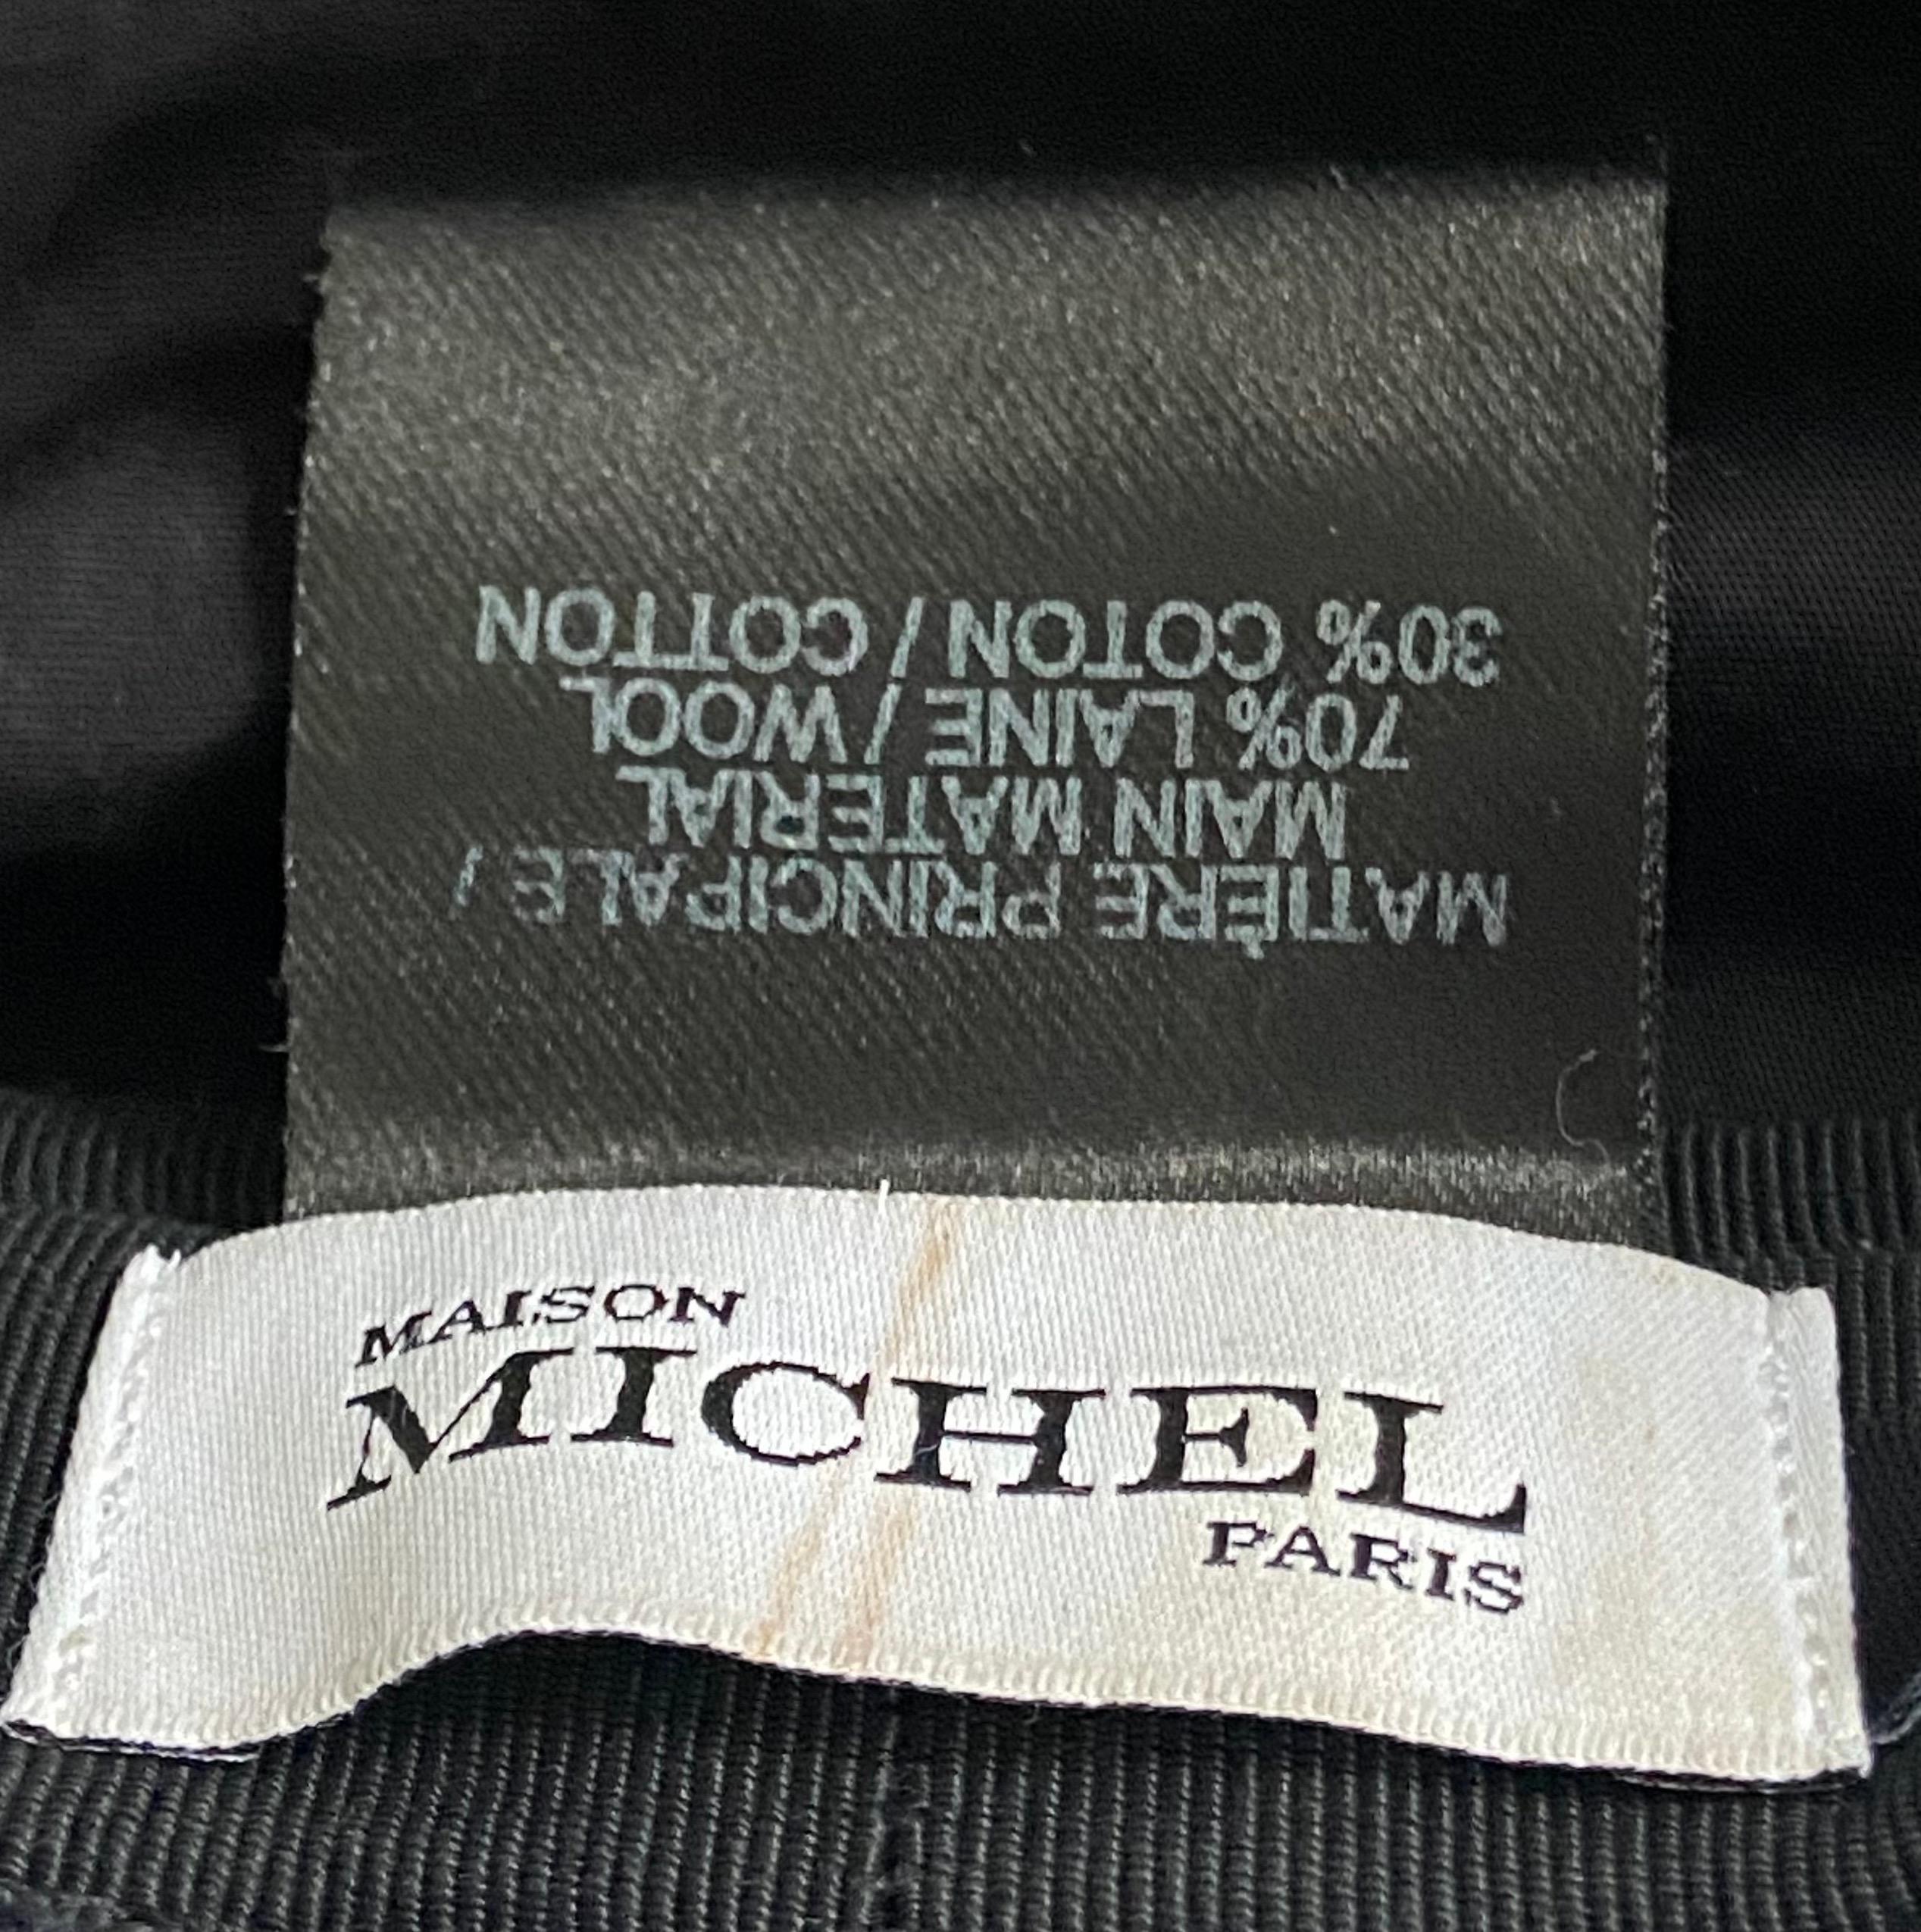 MATIÈRE PRINCIPALE /
MAIN MATERIAL
70% LAINE / WOOL
30% COTON / COTTON
MAISON
MICHEL
PARIS